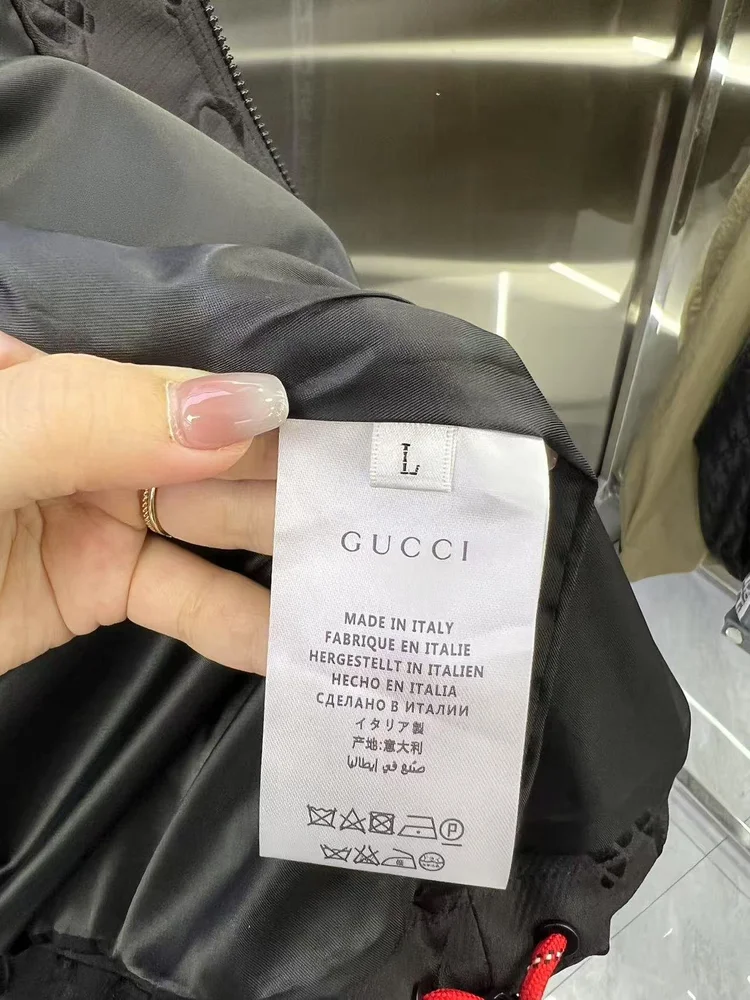 L
GUCCI
MADE IN ITALY
FABRIQUE EN ITALIE
HERGESTELLT IN ITALIEN
HECHO EN ITALIA
СДЕЛАНО В ИТАЛИИ
イタリア製
产地:意大利
صنع في إيطاليا
P